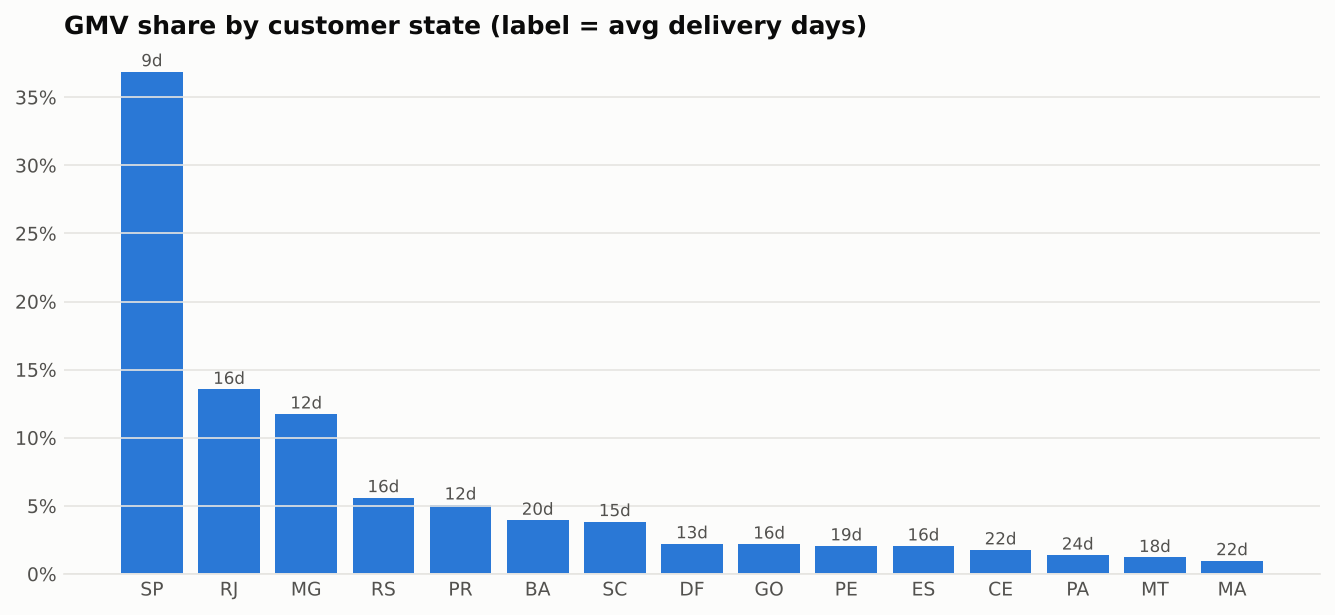 GMV share by customer state (label = avg delivery days)
35%
30%
25%
20%
15%
10%
5%
0%
9d
16d
12d
16d
12d
20d
15d
13d
16d
19d
16d
22d
24d
18d
22d
SP RJ MG RS PR BA SC DF GO PE ES CE PA MT MA